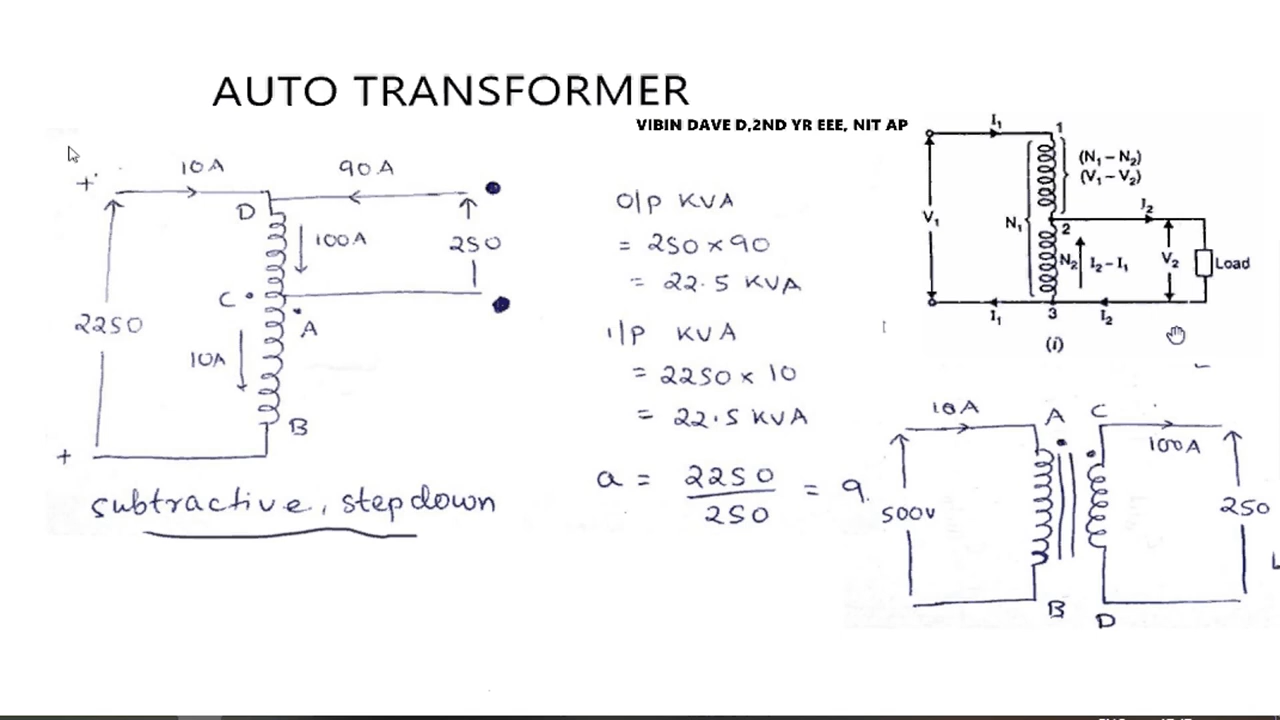 AUTO TRANSFORMER
VIBIN DAVE D,2ND YR EEE, NIT AP
10A
90A
+
D
100A
250
C
A
2250
10A
B
+
subtractive, stepdown
O/P KVA
= 250 × 90
= 22.5 KVA
I/P KVA
= 2250 × 10
= 22.5 KVA
a = 2250 / 250 = 9.
I₁
1
(N₁ – N₂)
(V₁ – V₂)
I₂
V₁
N₁
2
N₂
I₂ – I₁
V₂
Load
I₁
3
I₂
(i)
10A
A
C
100A
500V
250
B
D